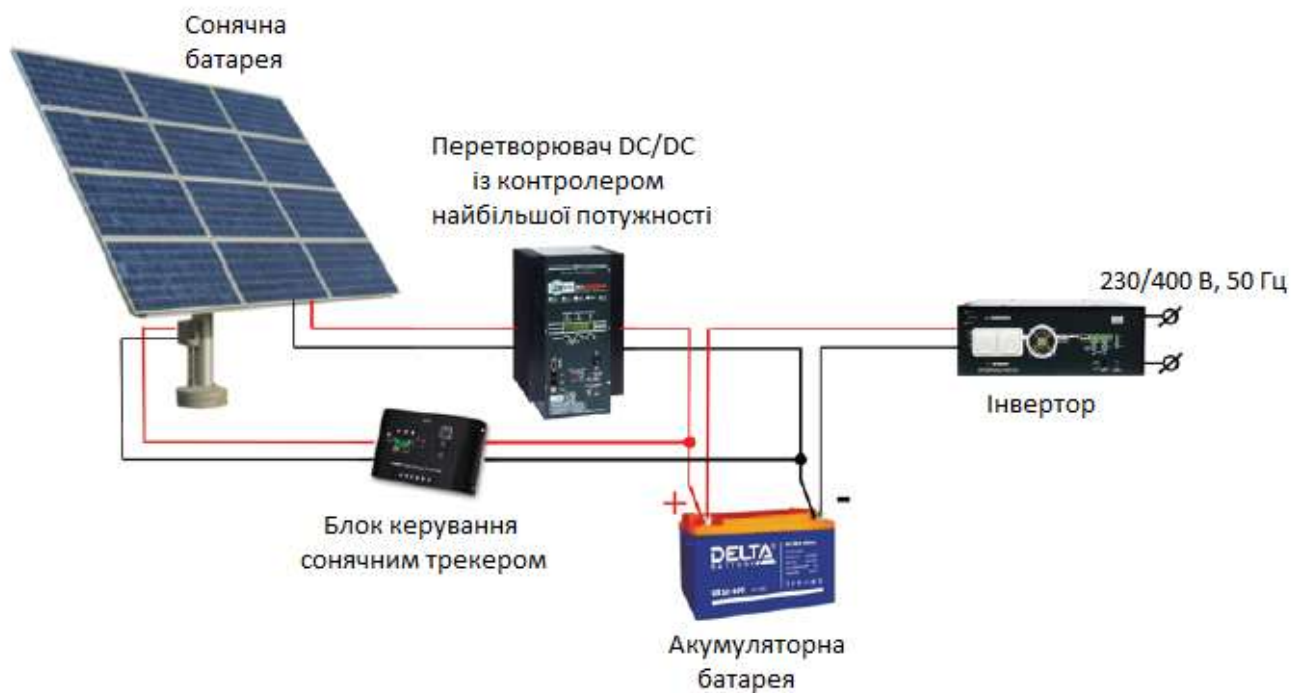 Сонячна
батарея
Перетворювач DC/DC
із контролером
найбільшої потужності
230/400 В, 50 Гц
Інвертор
Блок керування
сонячним трекером
+
-
DELTA
BATTERY
Акумуляторна
батарея